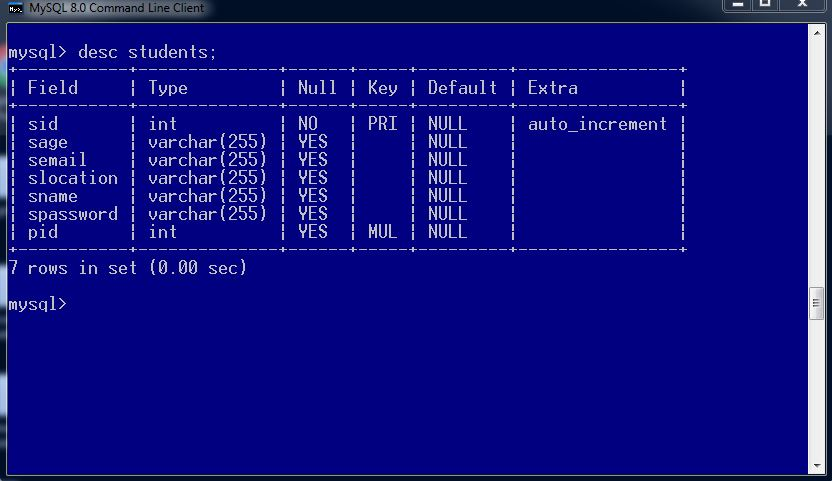 MySQL 8.0 Command Line Client
mysql> desc students;
+-----------+--------------+------+-----+---------+----------------+
| Field     | Type         | Null | Key | Default | Extra          |
+-----------+--------------+------+-----+---------+----------------+
| sid       | int          | NO   | PRI | NULL    | auto_increment |
| sage      | varchar(255) | YES  |     | NULL    |                |
| semail    | varchar(255) | YES  |     | NULL    |                |
| slocation | varchar(255) | YES  |     | NULL    |                |
| sname     | varchar(255) | YES  |     | NULL    |                |
| spassword | varchar(255) | YES  |     | NULL    |                |
| pid       | int          | YES  | MUL | NULL    |                |
+-----------+--------------+------+-----+---------+----------------+
7 rows in set (0.00 sec)
mysql>